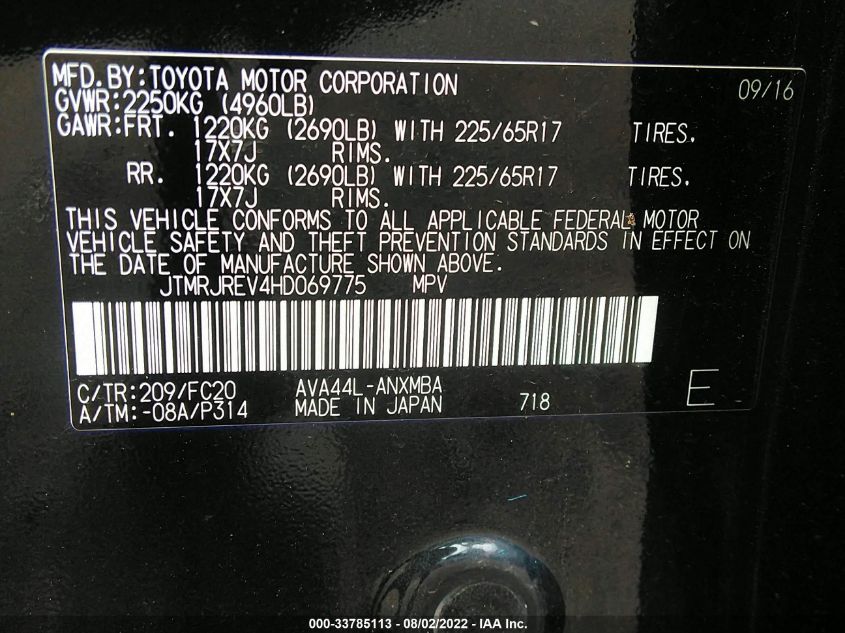 MFD.BY:TOYOTA MOTOR CORPORATION 09/16
GVWR:2250KG (4960LB)
GAWR:FRT. 1220KG (2690LB) WITH 225/65R17 TIRES.
17X7J RIMS.
RR. 1220KG (2690LB) WITH 225/65R17 TIRES.
17X7J RIMS.
THIS VEHICLE CONFORMS TO ALL APPLICABLE FEDERAL MOTOR
VEHICLE SAFETY AND THEFT PREVENTION STANDARDS IN EFFECT ON
THE DATE OF MANUFACTURE SHOWN ABOVE.
JTMRJREV4HD069775 MPV
C/TR:209/FC20 AVA44L-ANXMBA
A/TM:-08A/P314 MADE IN JAPAN 718 E
000-33785113 - 08/02/2022 - IAA Inc.